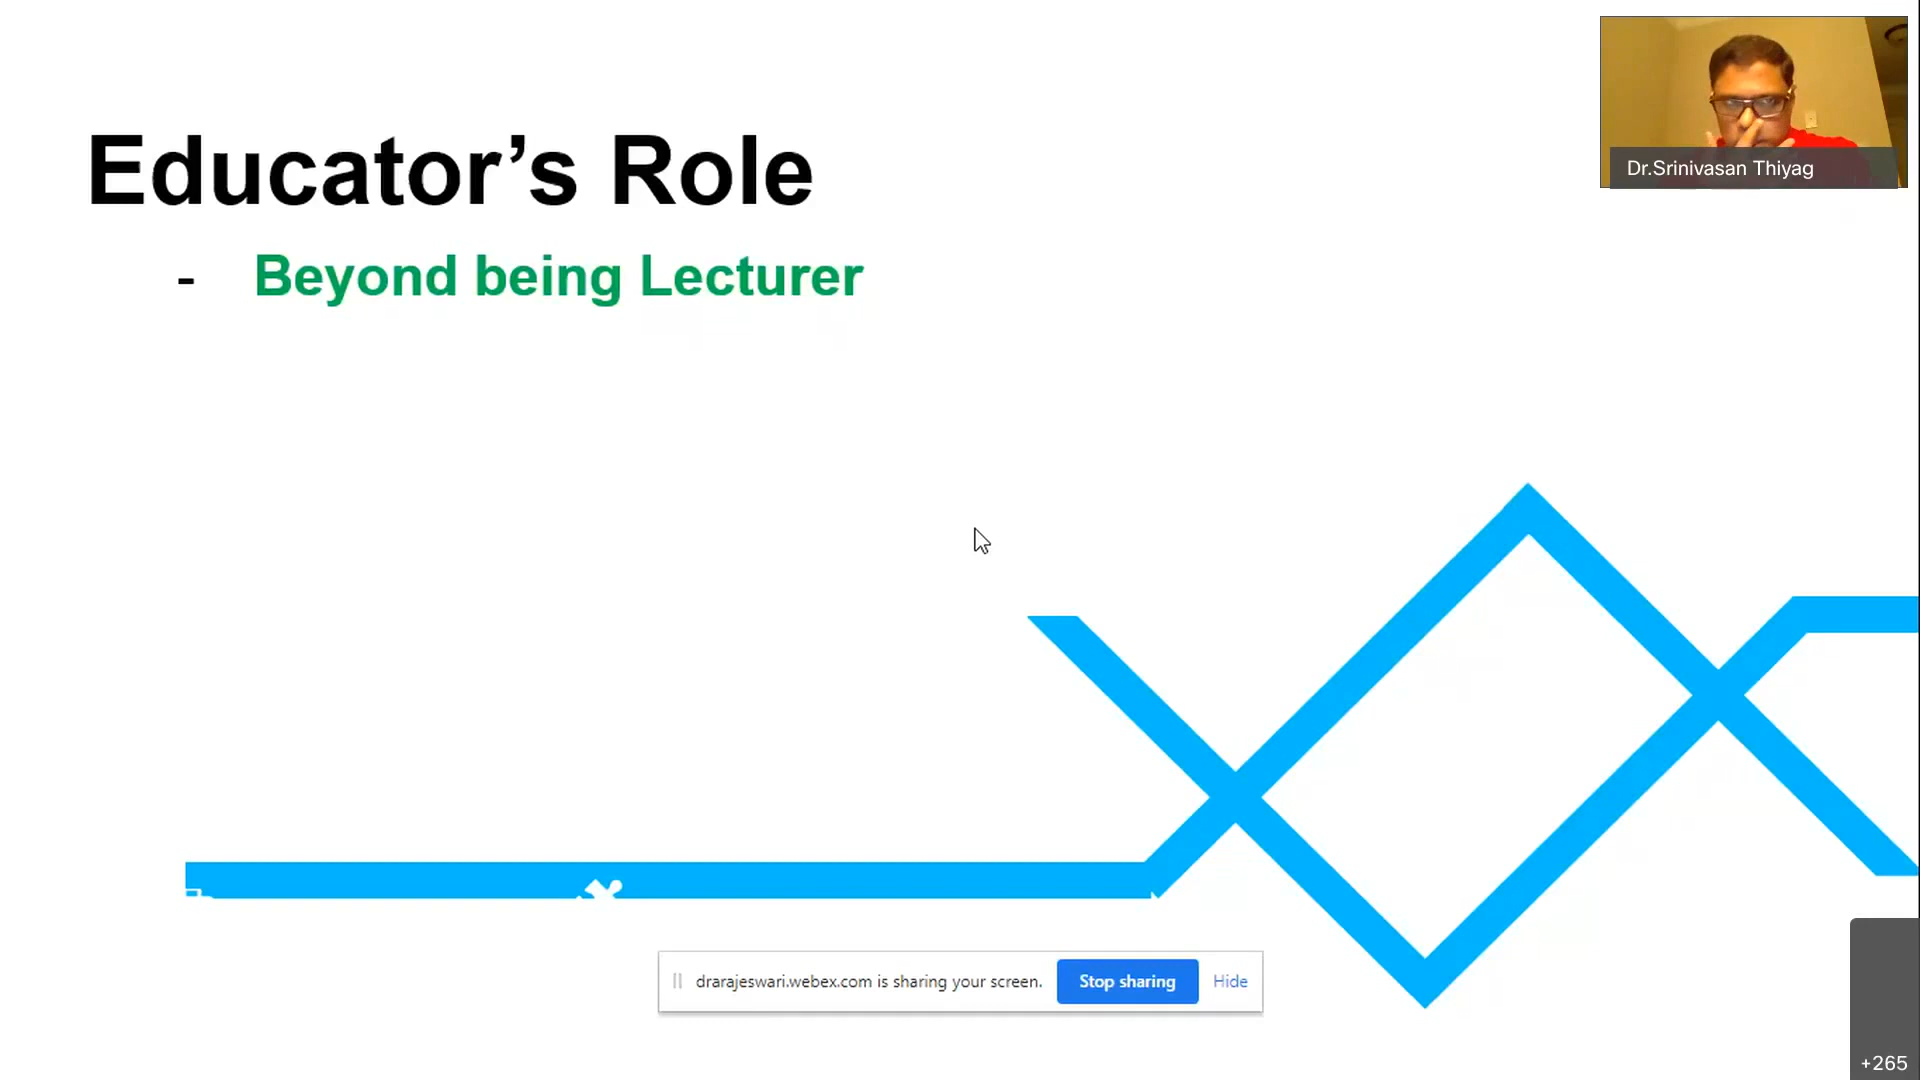 Dr.Srinivasan Thiyag
Educator’s Role
- Beyond being Lecturer
drarajeswari.webex.com is sharing your screen. Stop sharing Hide
+265